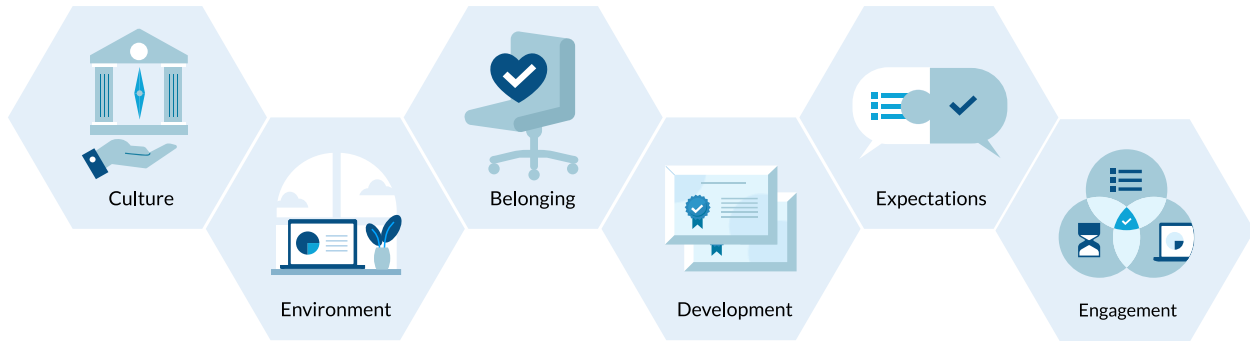 Culture
Environment
Belonging
Development
Expectations
Engagement